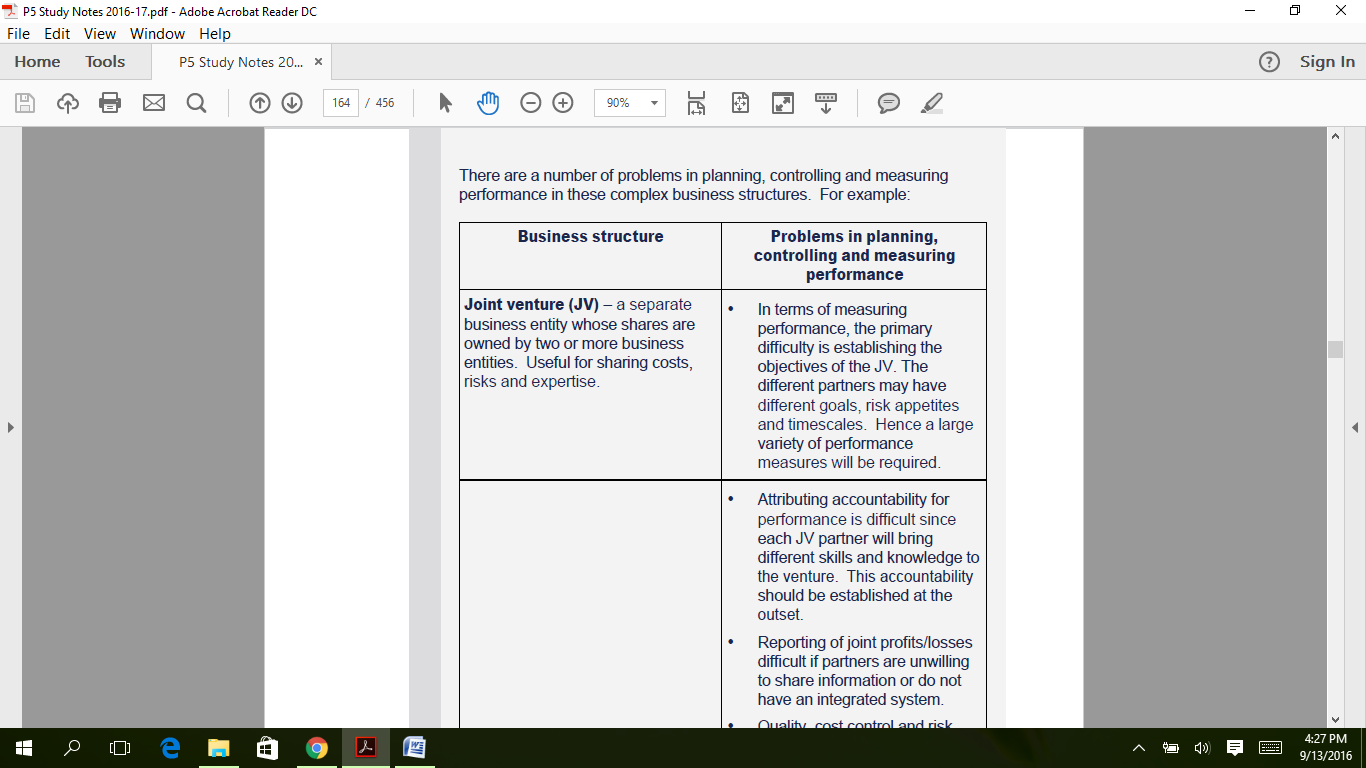 P5 Study Notes 2016-17.pdf - Adobe Acrobat Reader DC
File Edit View Window Help
Home Tools P5 Study Notes 20... × ? Sign In
164 / 456 90%
There are a number of problems in planning, controlling and measuring
performance in these complex business structures. For example:
Business structure
Problems in planning,
controlling and measuring
performance
Joint venture (JV) – a separate
business entity whose shares are
owned by two or more business
entities. Useful for sharing costs,
risks and expertise.
• In terms of measuring
performance, the primary
difficulty is establishing the
objectives of the JV. The
different partners may have
different goals, risk appetites
and timescales. Hence a large
variety of performance
measures will be required.
• Attributing accountability for
performance is difficult since
each JV partner will bring
different skills and knowledge to
the venture. This accountability
should be established at the
outset.
• Reporting of joint profits/losses
difficult if partners are unwilling
to share information or do not
have an integrated system.
• Quality, cost control and risk
4:27 PM
9/13/2016